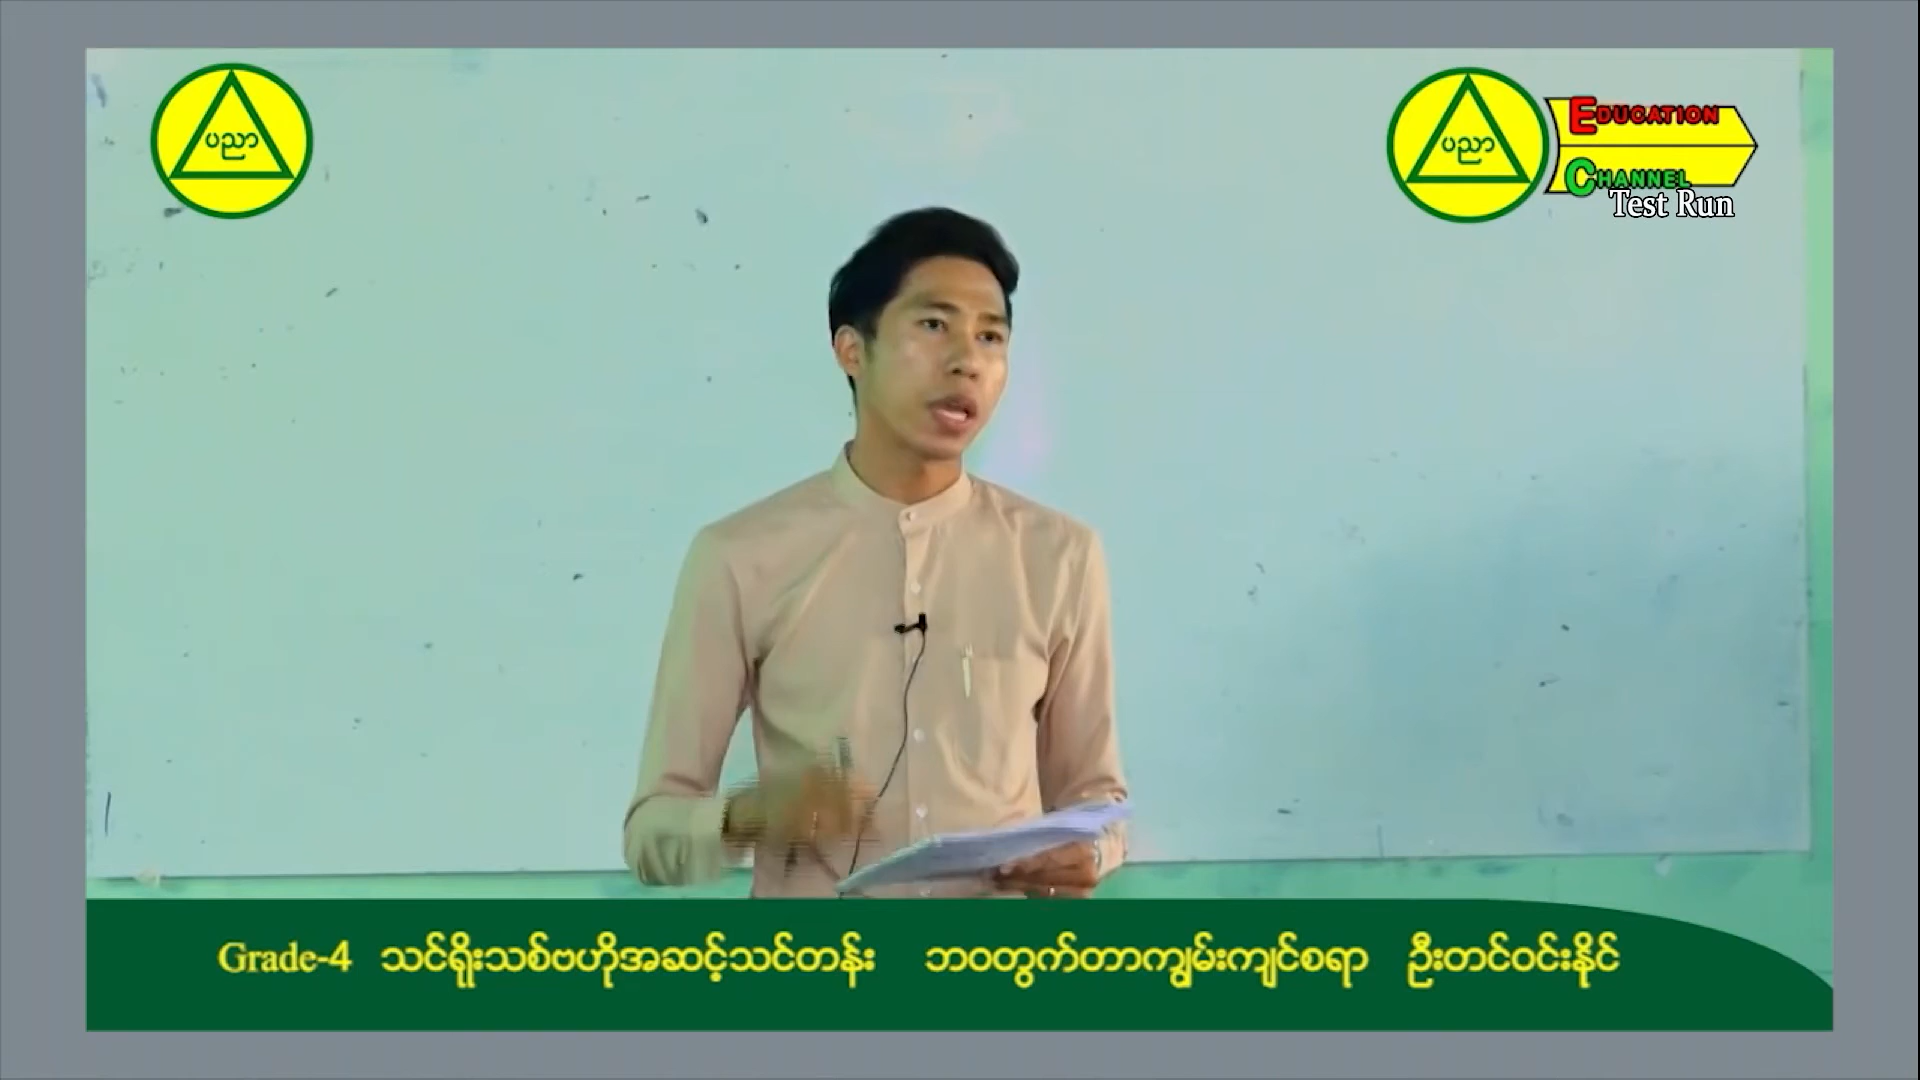 ပညာ
ပညာ
EDUCATION
CHANNEL
Test Run
Grade-4 သင်ရိုးသစ်ဗဟိုအဆင့်သင်တန်း ဘဝတွက်တာကျွမ်းကျင်စရာ ဦးတင်ဝင်းနိုင်